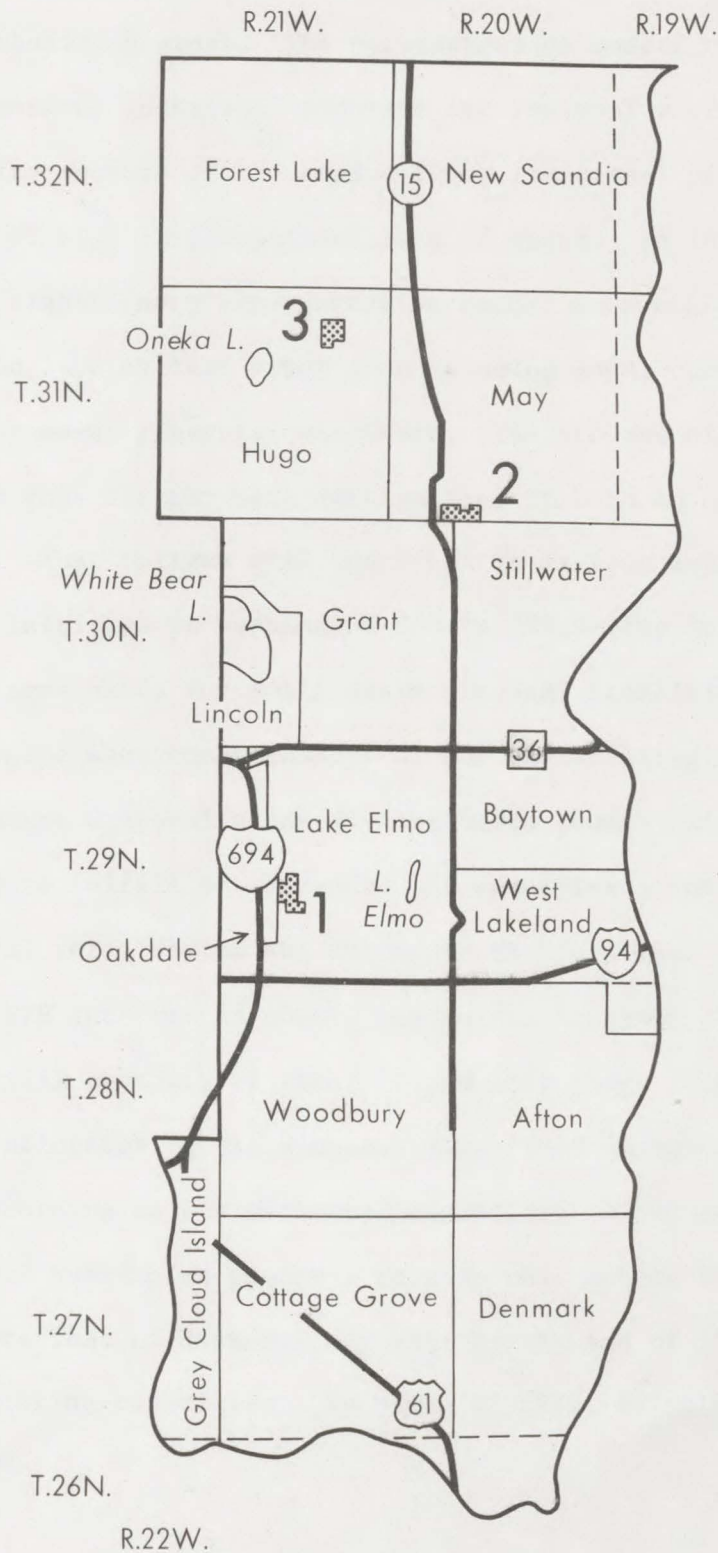 R.21W. R.20W. R.19W.
T.32N. Forest Lake 15 New Scandia
3
Oneka L.
T.31N. May
Hugo
2
White Bear L. Stillwater
T.30N. Grant
Lincoln
36
Lake Elmo Baytown
T.29N. 694
L. Elmo West Lakeland
1
Oakdale 94
T.28N. Woodbury Afton
Grey Cloud Island
T.27N. Cottage Grove Denmark
61
T.26N.
R.22W.